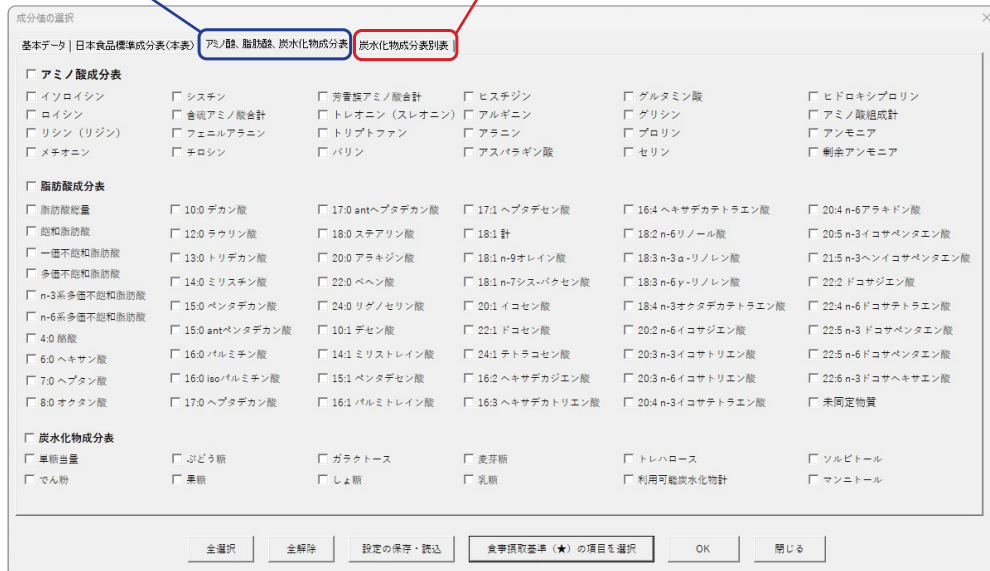 成分値の選択
基本データ 日本食品標準成分表(本表) アミノ酸、脂肪酸、炭水化物成分表 炭水化物成分表別表
アミノ酸成分表
イソロイシン シスチン 芳香族アミノ酸合計 ヒスチジン グルタミン酸 ヒドロキシプロリン
ロイシン 含硫アミノ酸合計 トレオニン (スレオニン) アルギニン グリシン アミノ酸組成計
リシン (リジン) フェニルアラニン トリプトファン アラニン プロリン アンモニア
メチオニン チロシン バリン アスパラギン酸 セリン 剰余アンモニア
脂肪酸成分表
脂肪酸総量 10:0 デカン酸 17:0 antヘプタデカン酸 17:1 ヘプタデセン酸 16:4 ヘキサデカテトラエン酸 20:4 n-6アラキドン酸
飽和脂肪酸 12:0 ラウリン酸 18:0 ステアリン酸 18:1 計 18:2 n-6リノール酸 20:5 n-3イコサペンタエン酸
一価不飽和脂肪酸 13:0 トリデカン酸 20:0 アラキジン酸 18:1 n-9オレイン酸 18:3 n-3α-リノレン酸 21:5 n-3ヘンイコサペンタエン酸
多価不飽和脂肪酸 14:0 ミリスチン酸 22:0 ベヘン酸 18:1 n-7シス-バクセン酸 18:3 n-6γ-リノレン酸 22:2 ドコサジエン酸
n-3系多価不飽和脂肪酸 15:0 ペンタデカン酸 24:0 リグノセリン酸 20:1 イコセン酸 18:4 n-3オクタデカテトラエン酸 22:4 n-6ドコサテトラエン酸
n-6系多価不飽和脂肪酸 15:0 antペンタデカン酸 10:1 デセン酸 22:1 ドコセン酸 20:2 n-6イコサジエン酸 22:5 n-3 ドコサペンタエン酸
4:0 酪酸 16:0 パルミチン酸 14:1 ミリストレイン酸 24:1 テトラコセン酸 20:3 n-3イコサトリエン酸 22:5 n-6ドコサペンタエン酸
6:0 ヘキサン酸 16:0 isoパルミチン酸 15:1 ペンタデセン酸 16:2 ヘキサデカジエン酸 20:3 n-6イコサトリエン酸 22:6 n-3ドコサヘキサエン酸
7:0 ヘプタン酸 17:0 ヘプタデカン酸 16:1 パルミトレイン酸 16:3 ヘキサデカトリエン酸 20:4 n-3イコサテトラエン酸 未同定物質
8:0 オクタン酸
炭水化物成分表
単糖当量 ぶどう糖 ガラクトース 麦芽糖 トレハロース ソルビトール
でん粉 果糖 しょ糖 乳糖 利用可能炭水化物計 マンニトール
全選択 全解除 設定の保存・読込 食事摂取基準(★)の項目を選択 OK 閉じる